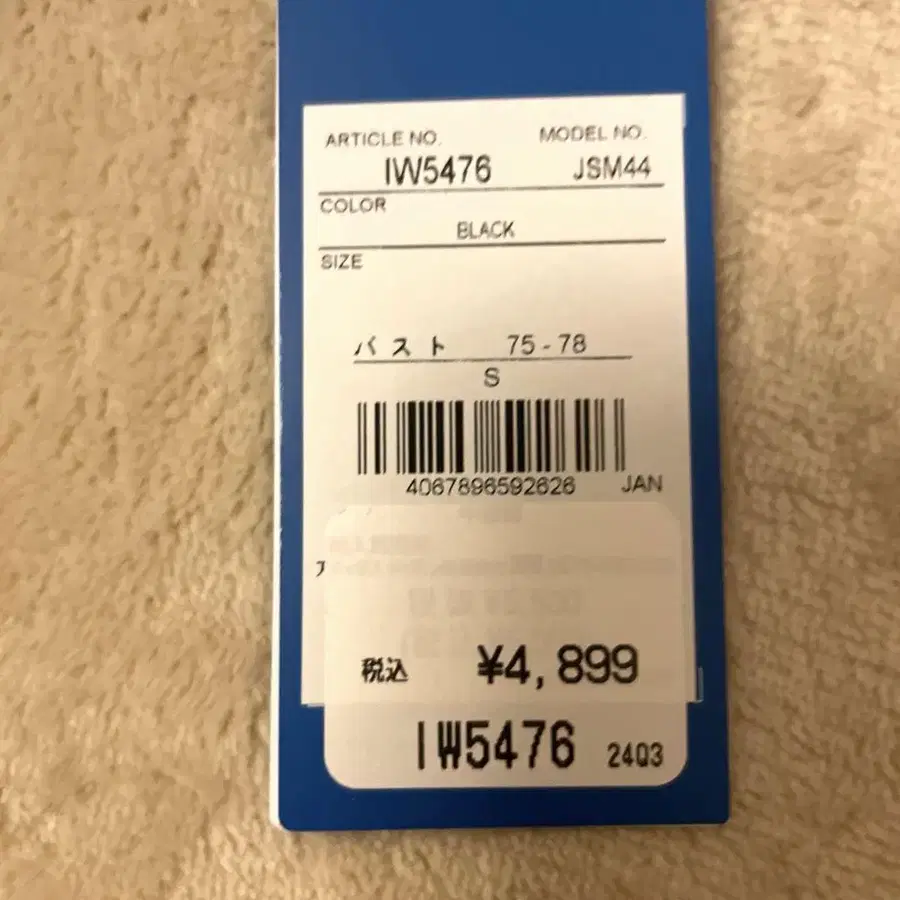 ARTICLE NO. MODEL NO.
IW5476 JSM44
COLOR
BLACK
SIZE
バスト 75-78
S
4067896592626 JAN
税込 ¥4,899
IW5476 24Q3